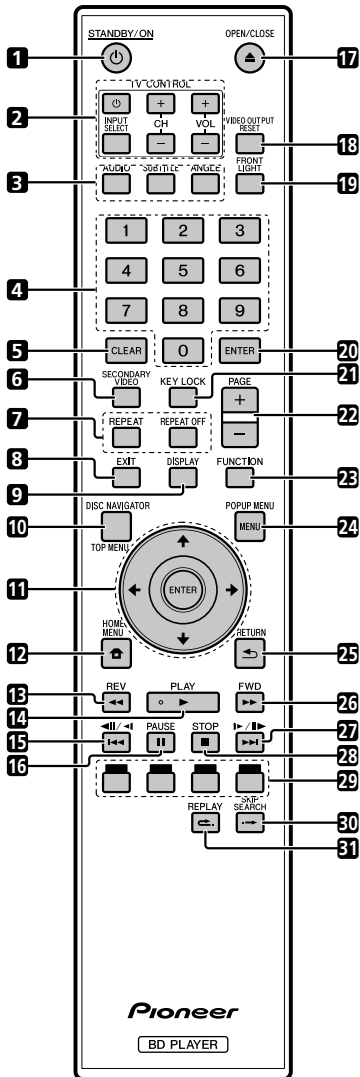 STANDBY/ON OPEN/CLOSE
1 17
TV CONTROL
2 + +
INPUT SELECT CH VOL VIDEO OUTPUT RESET
- - 18
AUDIO SUBTITLE ANGLE FRONT LIGHT
3 19
1 2 3
4 4 5 6
7 8 9
5 CLEAR 0 ENTER 20
SECONDARY VIDEO KEY LOCK PAGE 21
6 +
7 REPEAT REPEAT OFF 22
-
8 EXIT DISPLAY FUNCTION
9 23
DISC NAVIGATOR POPUP MENU
10 MENU 24
TOP MENU
11 ENTER
HOME MENU RETURN
12 25
13 REV PLAY FWD
14 26
15 PAUSE STOP 27
16 28
29
REPLAY SKIP SEARCH 30
31
Pioneer
BD PLAYER